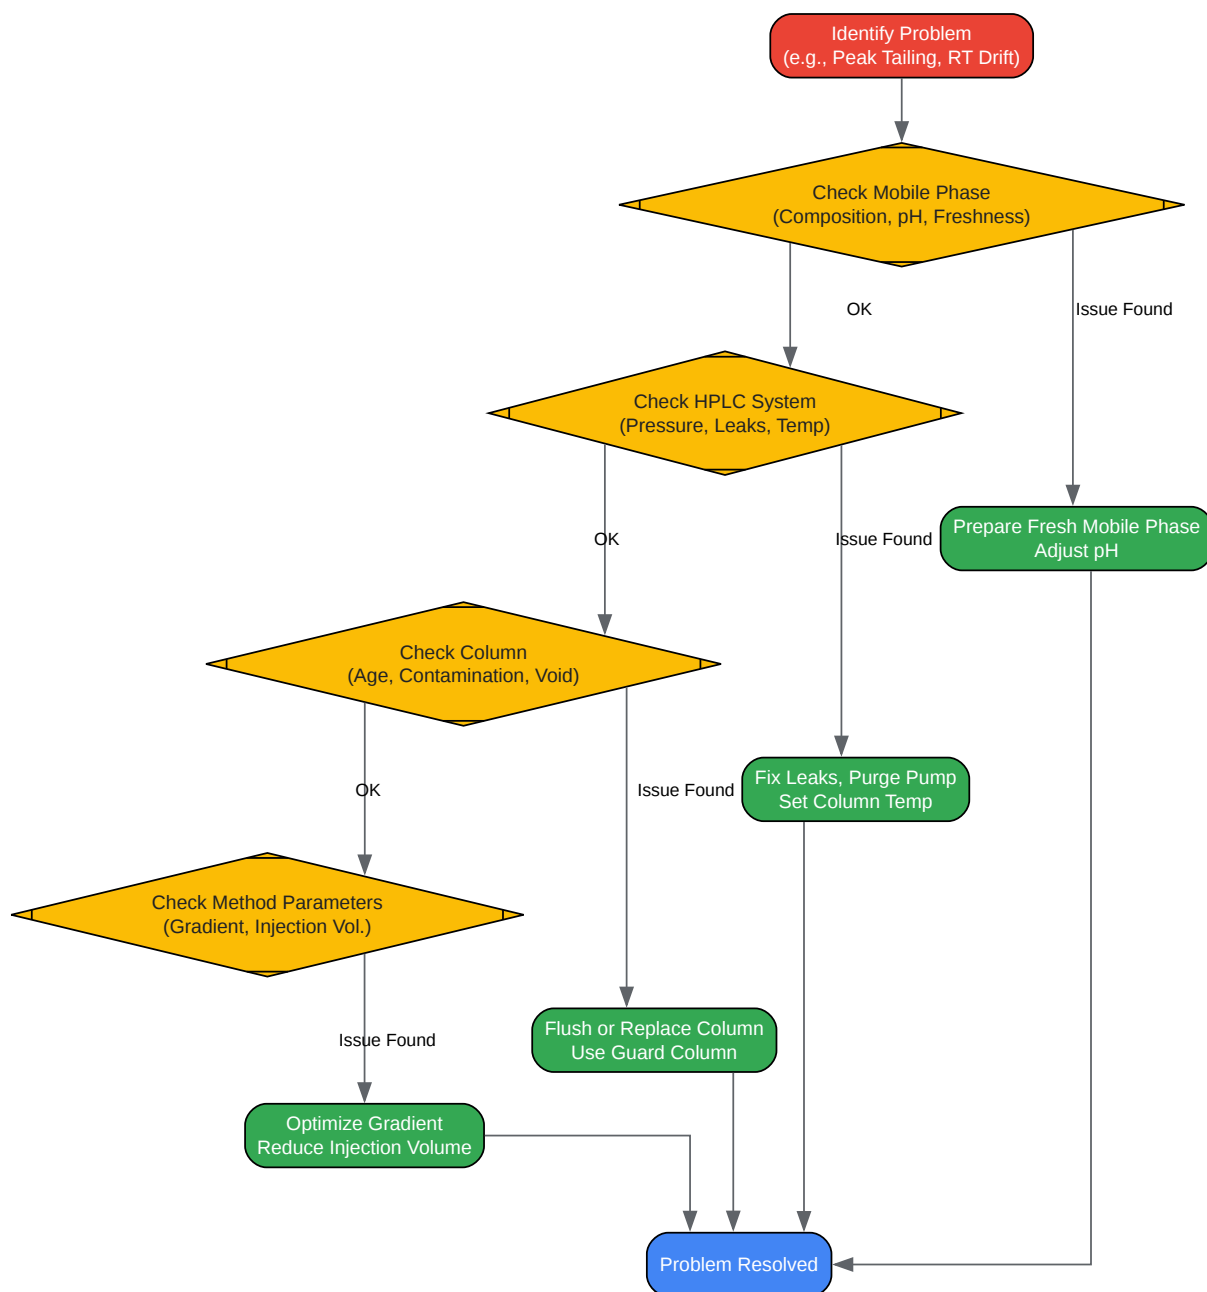 Identify Problem
(e.g., Peak Tailing, RT Drift)
Check Mobile Phase
(Composition, pH, Freshness)
OK
Issue Found
Check HPLC System
(Pressure, Leaks, Temp)
OK
Issue Found
Prepare Fresh Mobile Phase
Adjust pH
Check Column
(Age, Contamination, Void)
OK
Issue Found
Fix Leaks, Purge Pump
Set Column Temp
Check Method Parameters
(Gradient, Injection Vol.)
Issue Found
Flush or Replace Column
Use Guard Column
Optimize Gradient
Reduce Injection Volume
Problem Resolved